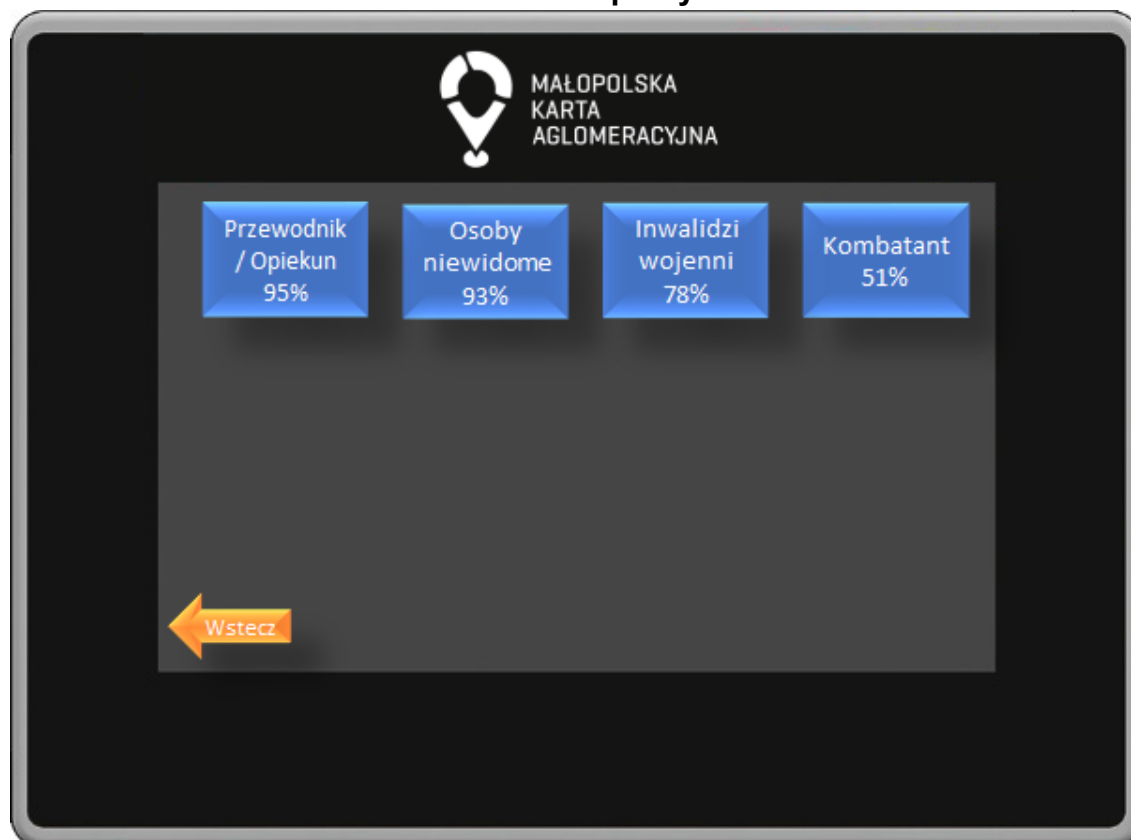 MAŁOPOLSKA
KARTA
AGLOMERACYJNA
Przewodnik
/ Opiekun
95%
Osoby
niewidome
93%
Inwalidzi
wojenni
78%
Kombatant
51%
Wstecz